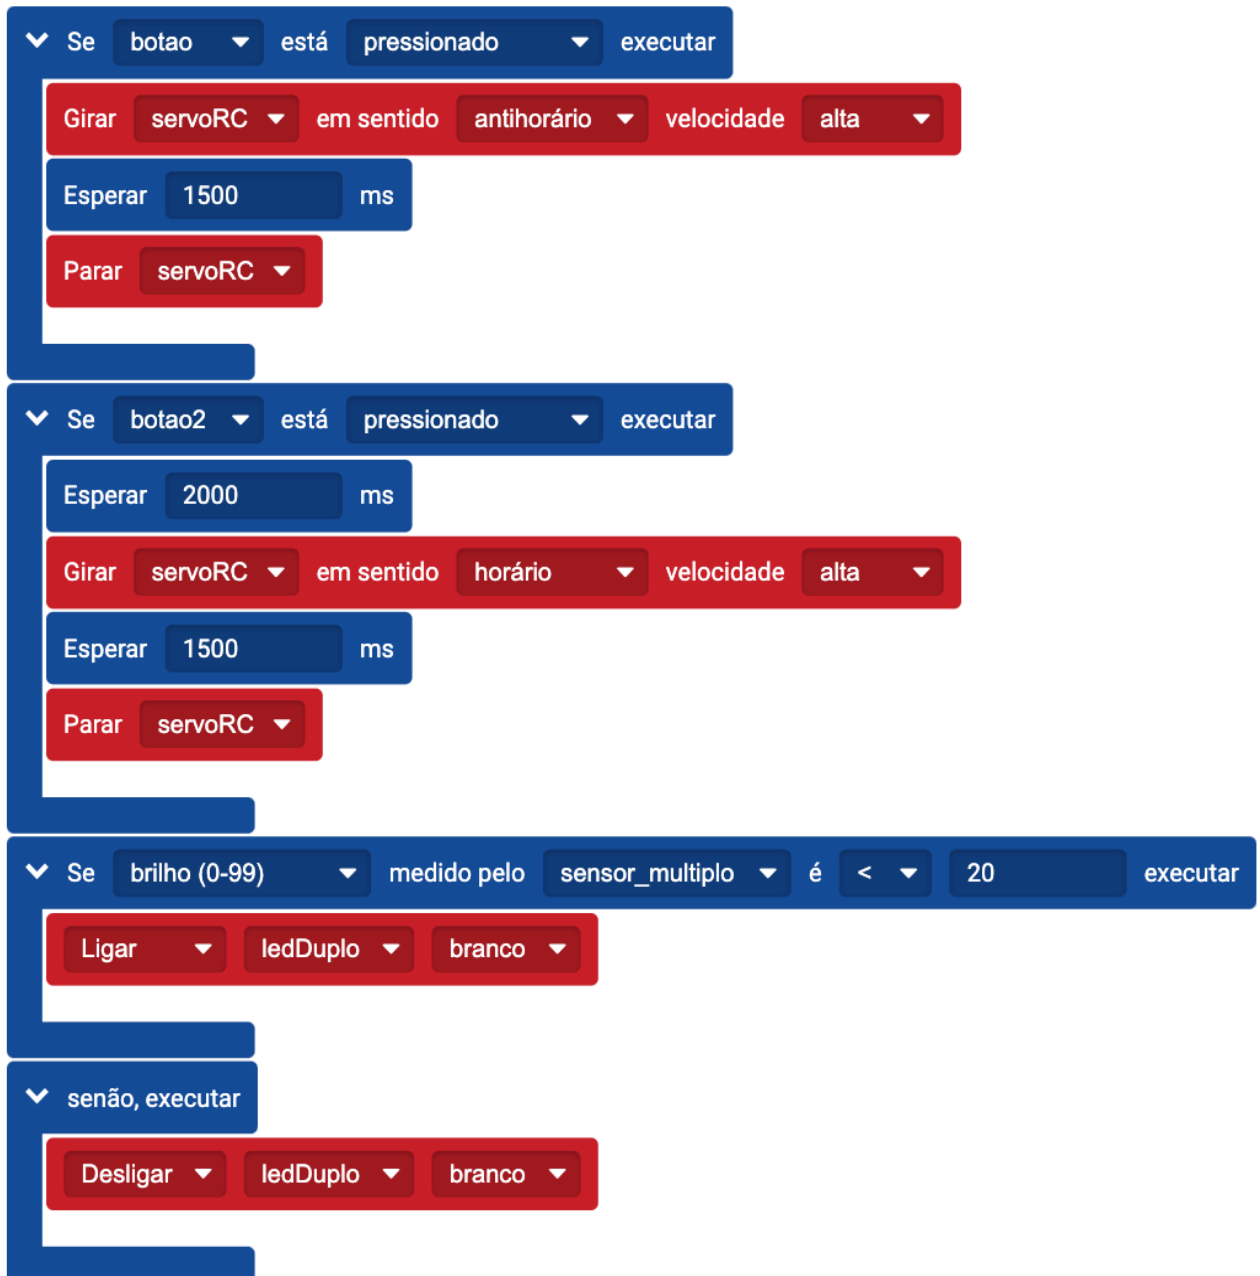 Se botao está pressionado executar
Girar servoRC em sentido antihorário velocidade alta
Esperar 1500 ms
Parar servoRC
Se botao2 está pressionado executar
Esperar 2000 ms
Girar servoRC em sentido horário velocidade alta
Esperar 1500 ms
Parar servoRC
Se brilho (0-99) medido pelo sensor_multiplo é < 20 executar
Ligar ledDuplo branco
senão, executar
Desligar ledDuplo branco